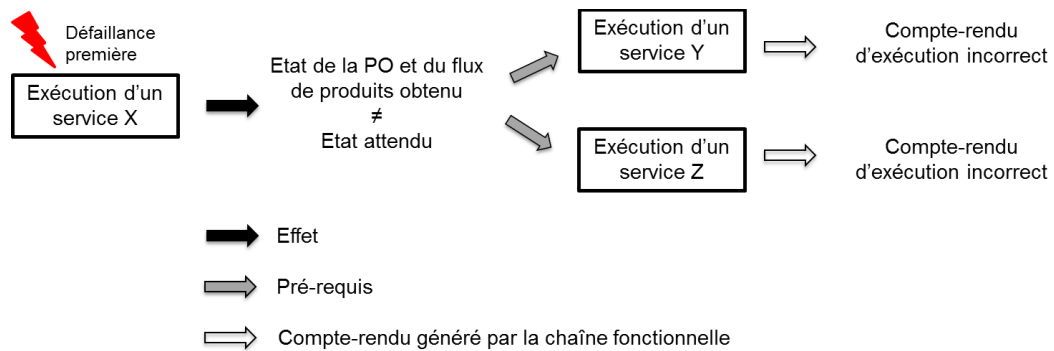 Défaillance
première
Exécution d'un
service X
Etat de la PO et du flux
de produits obtenu
≠
Etat attendu
Exécution d'un
service Y
Compte-rendu
d'exécution incorrect
Exécution d'un
service Z
Compte-rendu
d'exécution incorrect
Effet
Pré-requis
Compte-rendu généré par la chaîne fonctionnelle